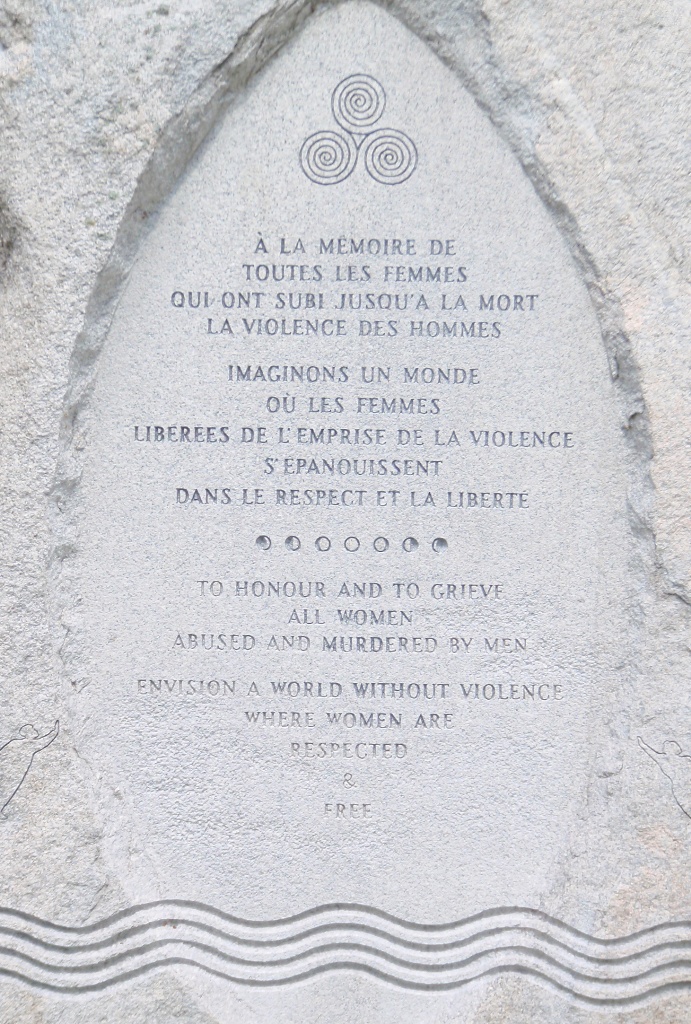 À LA MÉMOIRE DE
TOUTES LES FEMMES
QUI ONT SUBI JUSQU'A LA MORT
LA VIOLENCE DES HOMMES
IMAGINONS UN MONDE
OÙ LES FEMMES
LIBÉRÉES DE L'EMPRISE DE LA VIOLENCE
S'ÉPANOUISSENT
DANS LE RESPECT ET LA LIBERTÉ
TO HONOUR AND TO GRIEVE
ALL WOMEN
ABUSED AND MURDERED BY MEN
ENVISION A WORLD WITHOUT VIOLENCE
WHERE WOMEN ARE
RESPECTED
&
FREE